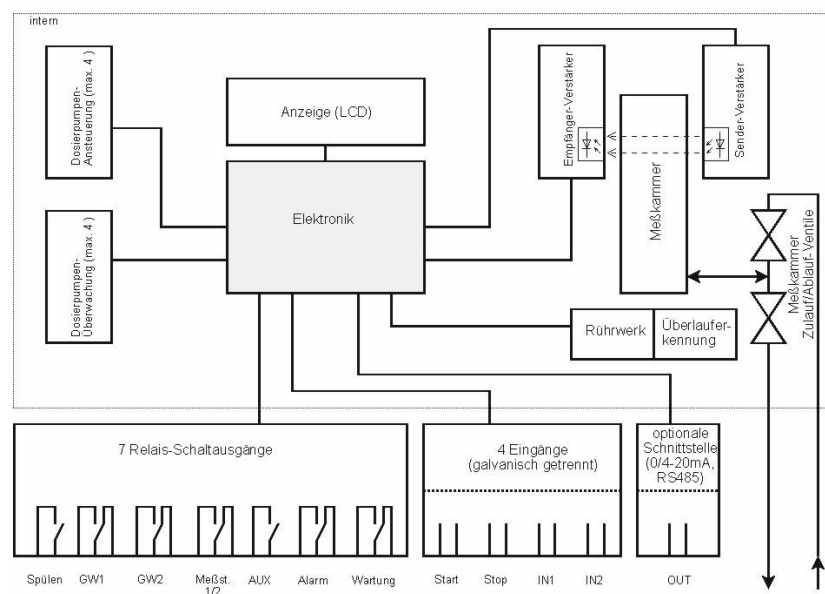 intern
Dosierpumpen-
Ansteuerung (max. 4 )
Anzeige (LCD)
Empfänger-Verstärker
Sender-Verstärker
Meßkammer
Elektronik
Dosierpumpen-
Überwachung (max. 4 )
Meßkammer
Zulauf/Ablauf-Ventile
Rührwerk
Überlaufer-
kennung
7 Relais-Schaltausgänge
4 Eingänge
(galvanisch getrennt)
optionale
Schnittstelle
(0/4-20mA,
RS485)
Spülen
GW1
GW2
Meßst.
1/2
AUX
Alarm
Wartung
Start
Stop
IN1
IN2
OUT